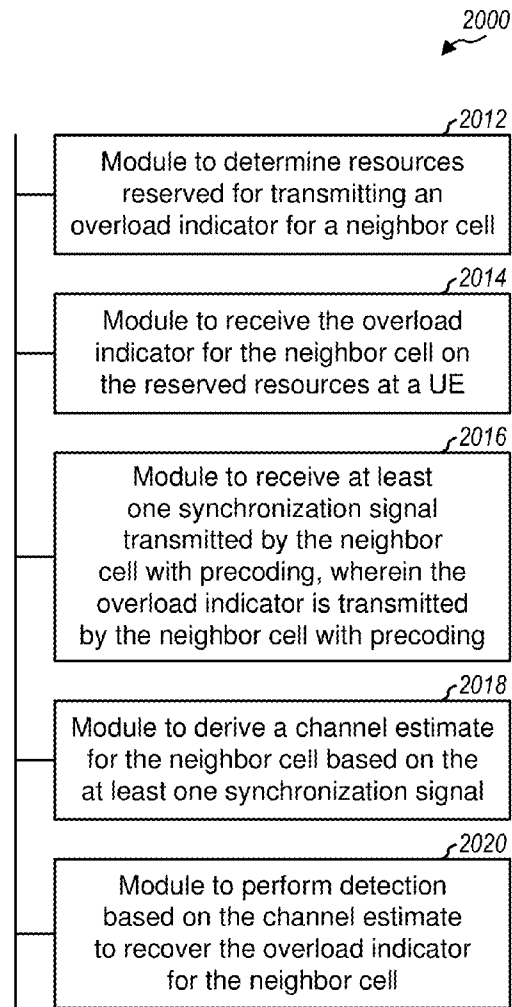 2000
2012
Module to determine resources
reserved for transmitting an
overload indicator for a neighbor cell
2014
Module to receive the overload
indicator for the neighbor cell on
the reserved resources at a UE
2016
Module to receive at least
one synchronization signal
transmitted by the neighbor
cell with precoding, wherein the
overload indicator is transmitted
by the neighbor cell with precoding
2018
Module to derive a channel estimate
for the neighbor cell based on the
at least one synchronization signal
2020
Module to perform detection
based on the channel estimate
to recover the overload indicator
for the neighbor cell